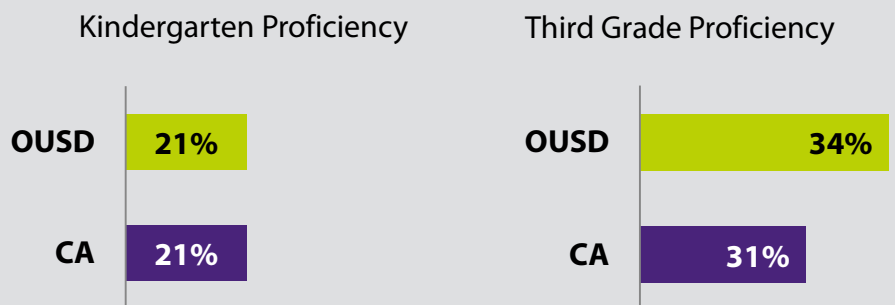 Kindergarten Proficiency
OUSD 21%
CA 21%
Third Grade Proficiency
OUSD 34%
CA 31%